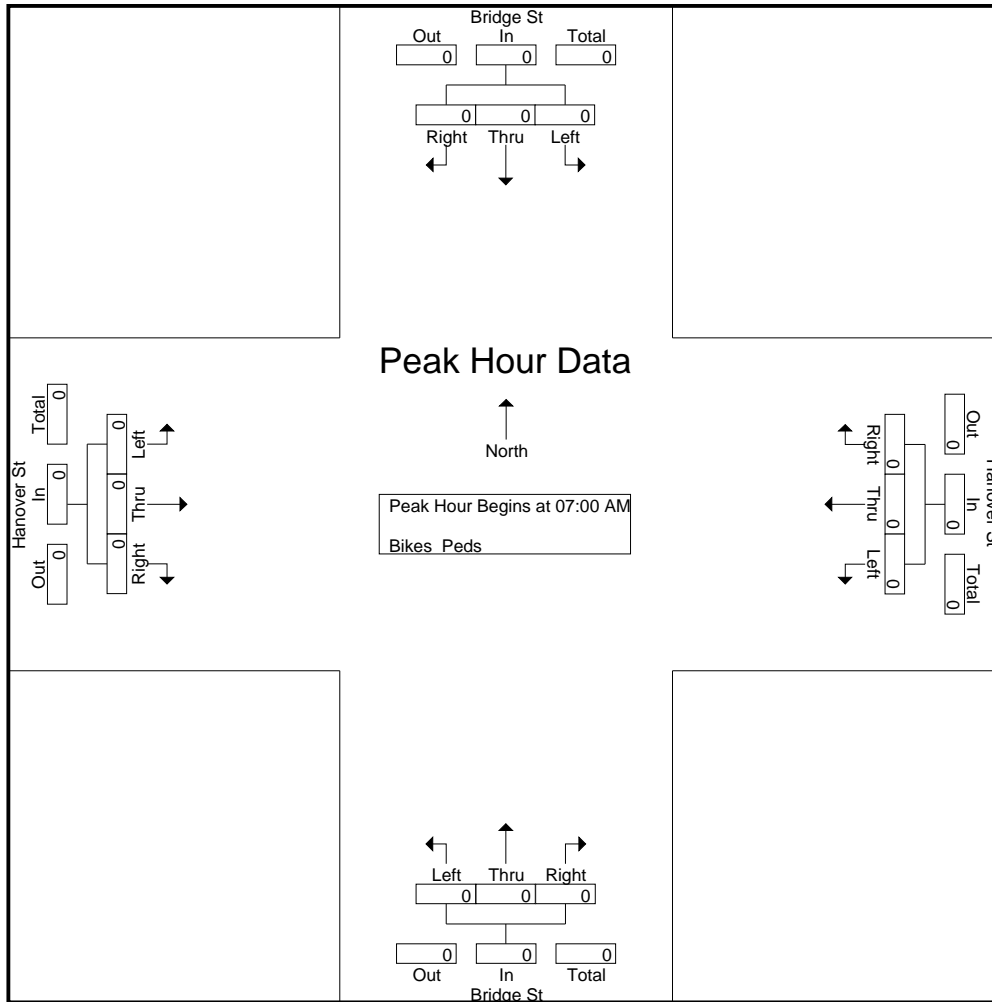 Bridge St
Out In Total
0 0 0
0 0 0
Right Thru Left
Peak Hour Data
North
Peak Hour Begins at 07:00 AM
Bikes Peds
Hanover St
Total In Out
0 0 0
0 0 0
Left Thru Right
Hanover St
Out In Total
0 0 0
0 0 0
Right Thru Left
Left Thru Right
0 0 0
0 0 0
Out In Total
Bridge St